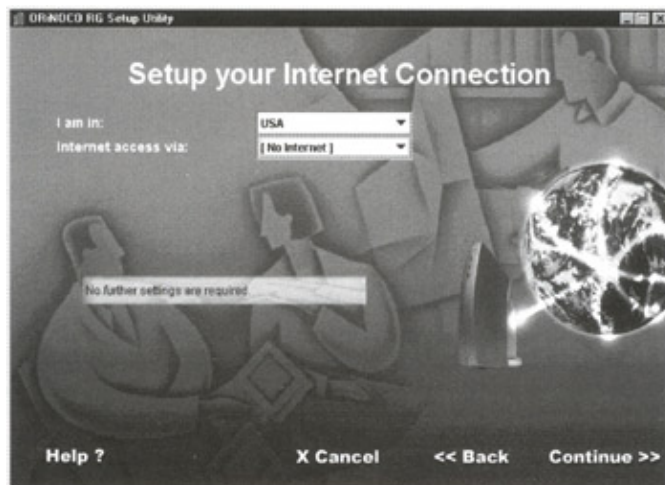 ORiNOCO RG Setup Utility
Setup your Internet Connection
I am in: USA
Internet access via: [ No Internet ]
No further settings are required
Help ? X Cancel << Back Continue >>